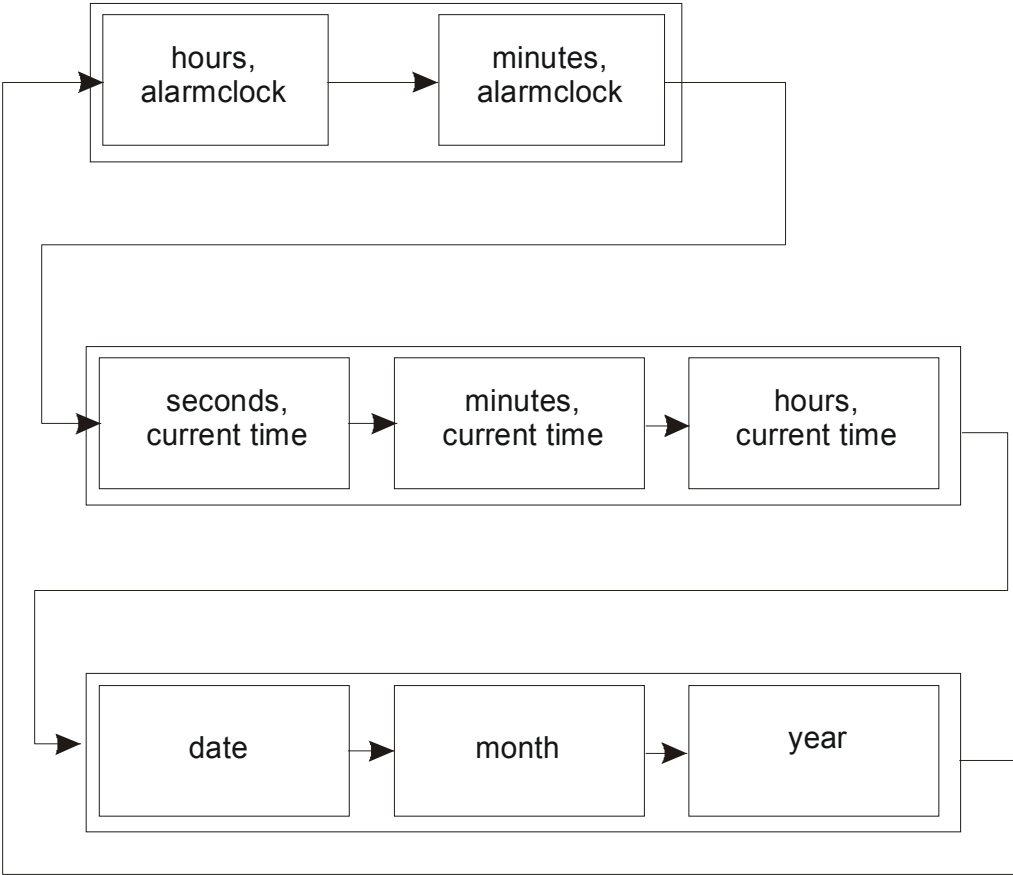 hours,
alarmclock
minutes,
alarmclock
seconds,
current time
minutes,
current time
hours,
current time
date
month
year